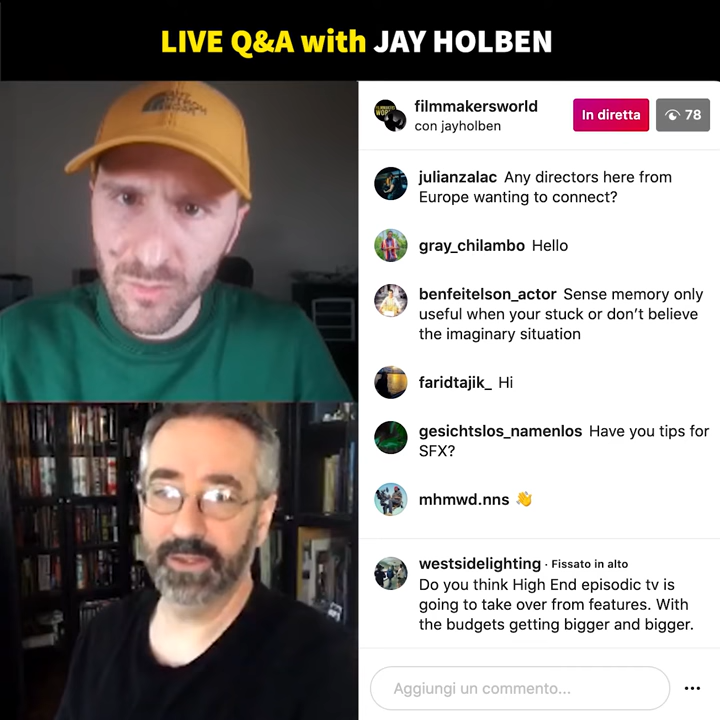 LIVE Q&A with JAY HOLBEN
filmmakersworld
con jayholben
In diretta
78
julianzalac Any directors here from
Europe wanting to connect?
gray_chilambo Hello
benfeitelson_actor Sense memory only
useful when your stuck or don't believe
the imaginary situation
faridtajik_ Hi
gesichtslos_namenlos Have you tips for
SFX?
mhmwd.nns 👋
westsidelighting · Fissato in alto
Do you think High End episodic tv is
going to take over from features. With
the budgets getting bigger and bigger.
Aggiungi un commento...